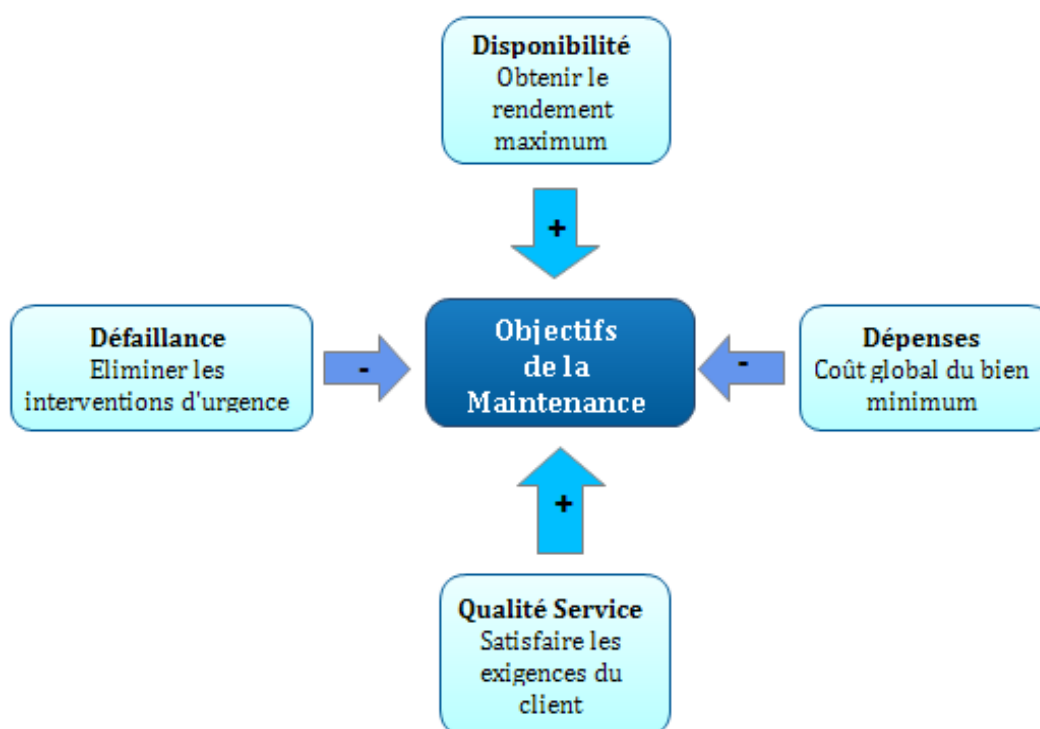 Disponibilité
Obtenir le
rendement
maximum
+
Défaillance
Eliminer les
interventions d'urgence
-
Objectifs
de la
Maintenance
-
Dépenses
Coût global du bien
minimum
+
Qualité Service
Satisfaire les
exigences du
client